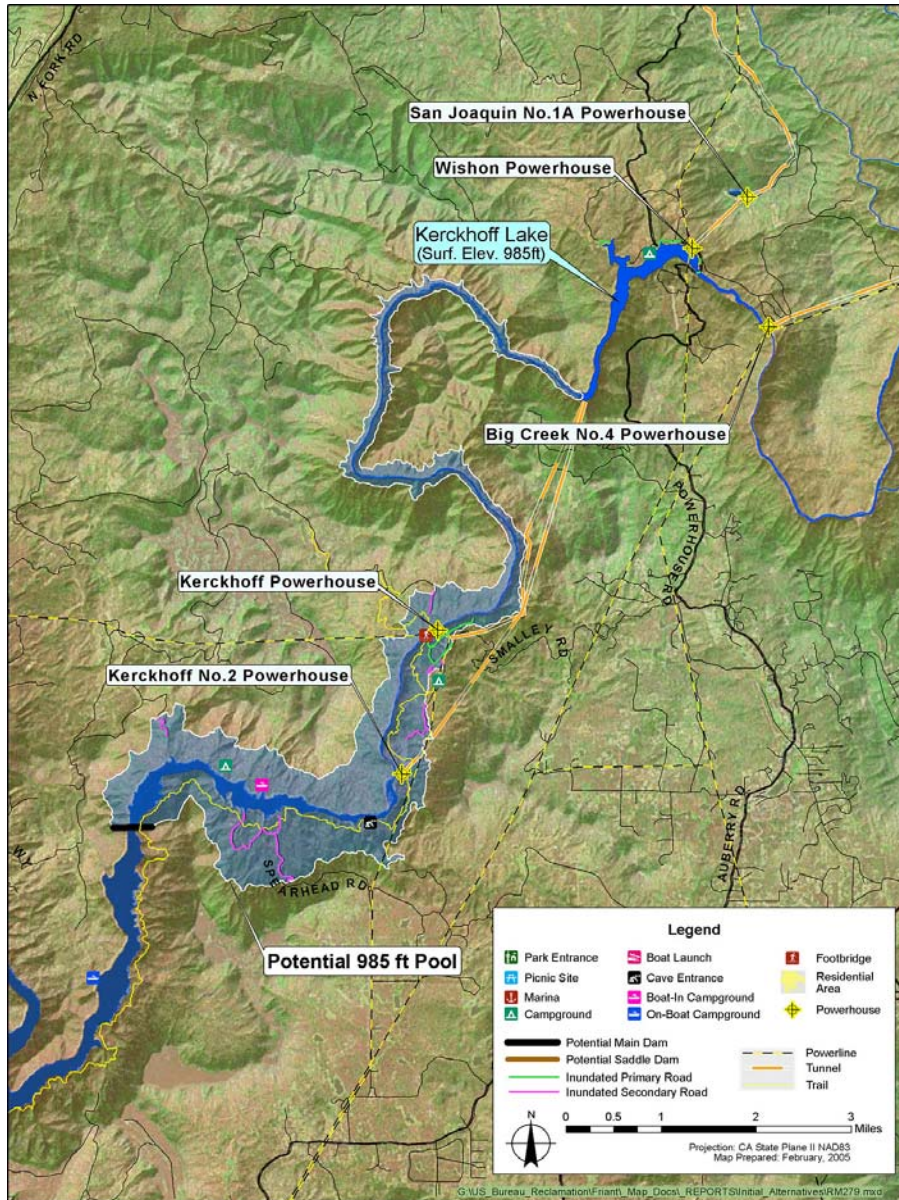 N FORK RD
San Joaquin No.1A Powerhouse
Wishon Powerhouse
Kerckhoff Lake
(Surf. Elev. 985ft)
Big Creek No.4 Powerhouse
POWERHOUSE RD
Kerckhoff Powerhouse
SMALLEY RD
Kerckhoff No.2 Powerhouse
AUBERRY RD
WY
SPEARHEAD RD
Potential 985 ft Pool
Legend
Park Entrance
Picnic Site
Marina
Campground
Boat Launch
Cave Entrance
Boat-In Campground
On-Boat Campground
Footbridge
Residential
Area
Powerhouse
Potential Main Dam
Potential Saddle Dam
Inundated Primary Road
Inundated Secondary Road
Powerline
Tunnel
Trail
N
0 0.5 1 2 3
Miles
Projection: CA State Plane II NAD83
Map Prepared: February, 2005
G:\US_Bureau_Reclamation\Friant\_Map_Docs\_REPORTS\Initial_Alternatives\RM279.mxd